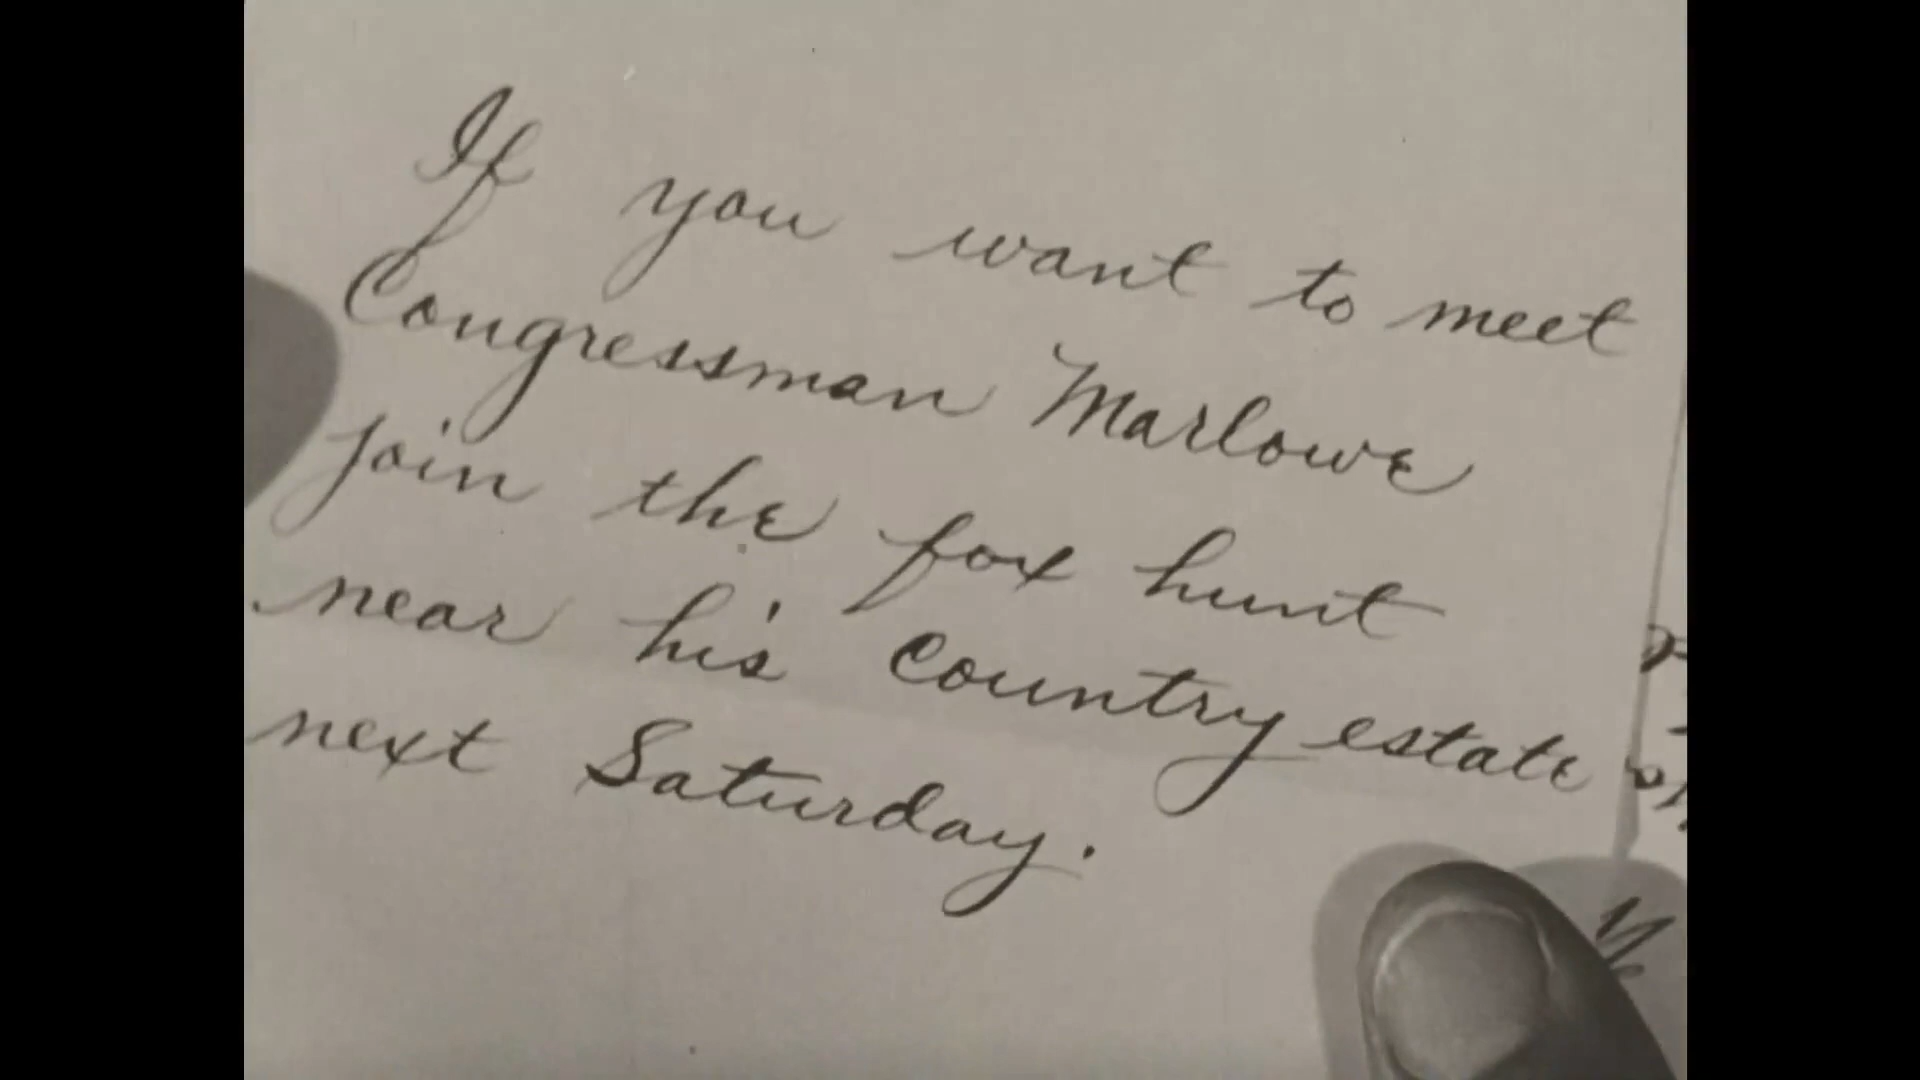 If you want to meet
Congressman Marlowe
join the fox hunt
near his country estate
next Saturday.